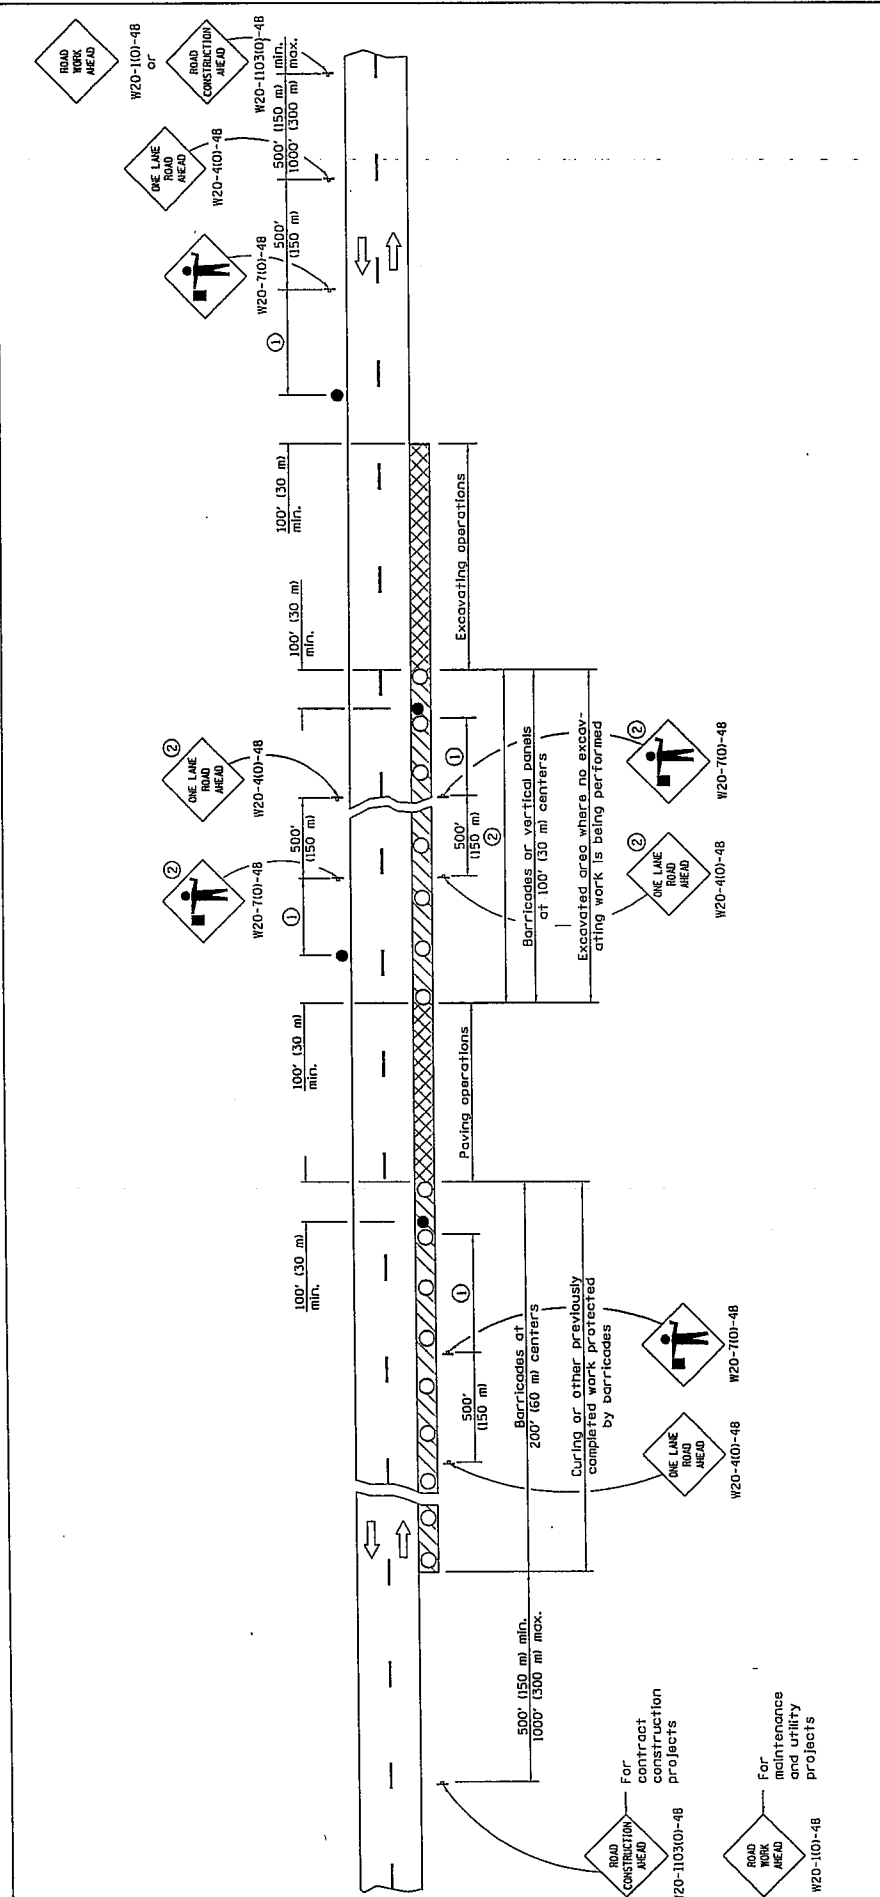 ROAD
WORK
AHEAD
W20-1(O)-48
or
ROAD
CONSTRUCTION
AHEAD
W20-1103(O)-48
500' (150 m) min.
1000' (300 m) max.
ONE LANE
ROAD
AHEAD
W20-4(O)-48
500'
(150 m)
W20-7(O)-48
①
100' (30 m)
min.
Excavating operations
100' (30 m)
min.
②
ONE LANE
ROAD
AHEAD
W20-4(O)-48
500'
(150 m)
②
W20-7(O)-48
①
①
500'
(150 m)
②
Barricades or vertical panels
at 100' (30 m) centers
Excavated area where no excav-
ating work is being performed
②
W20-7(O)-48
②
ONE LANE
ROAD
AHEAD
W20-4(O)-48
100' (30 m)
min.
Paving operations
100' (30 m)
min.
①
500'
(150 m)
Barricades at
200' (60 m) centers
Curing or other previously
completed work protected
by barricades
W20-7(O)-48
ONE LANE
ROAD
AHEAD
W20-4(O)-48
500' (150 m) min.
1000' (300 m) max.
ROAD
CONSTRUCTION
AHEAD
For
contract
construction
projects
W20-1103(O)-48
ROAD
WORK
AHEAD
For
maintenance
and utility
projects
W20-1(O)-48